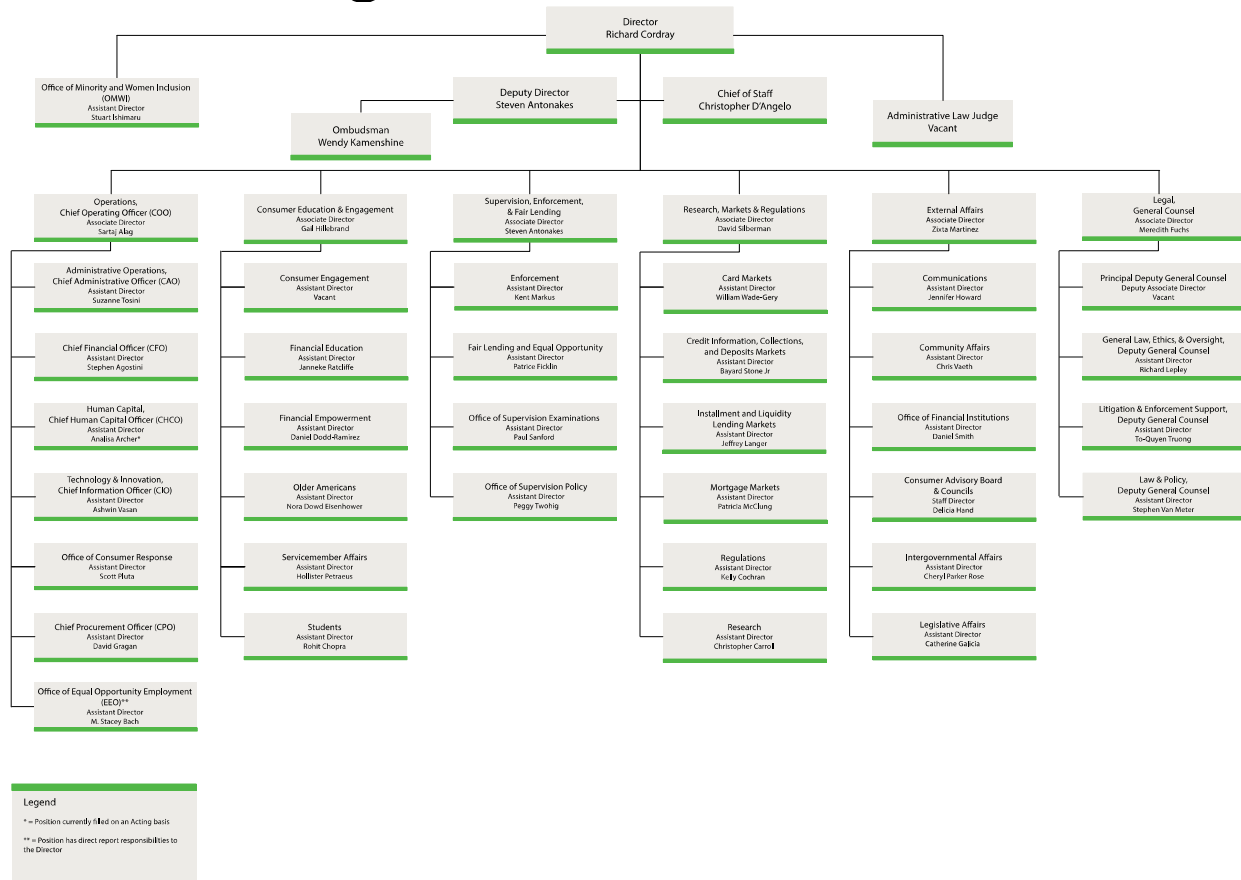 Director
Richard Cordray
Office of Minority and Women Inclusion
(OMWI)
Assistant Director
Stuart Ishimaru
Deputy Director
Steven Antonakes
Chief of Staff
Christopher D'Angelo
Ombudsman
Wendy Kamenshine
Administrative Law Judge
Vacant
Operations,
Chief Operating Officer (COO)
Associate Director
Sartaj Alag
Administrative Operations,
Chief Administrative Officer (CAO)
Assistant Director
Suzanne Tosini
Chief Financial Officer (CFO)
Assistant Director
Stephen Agostini
Human Capital,
Chief Human Capital Officer (CHCO)
Assistant Director
Analisa Archer*
Technology & Innovation,
Chief Information Officer (CIO)
Assistant Director
Ashwin Vasan
Office of Consumer Response
Assistant Director
Scott Pluta
Chief Procurement Officer (CPO)
Assistant Director
David Gragan
Office of Equal Opportunity Employment
(EEO)**
Assistant Director
M. Stacey Bach
Consumer Education & Engagement
Associate Director
Gail Hillebrand
Consumer Engagement
Assistant Director
Vacant
Financial Education
Assistant Director
Janneke Ratcliffe
Financial Empowerment
Assistant Director
Daniel Dodd-Ramirez
Older Americans
Assistant Director
Nora Dowd Eisenhower
Servicemember Affairs
Assistant Director
Hollister Petraeus
Students
Assistant Director
Rohit Chopra
Supervision, Enforcement,
& Fair Lending
Associate Director
Steven Antonakes
Enforcement
Assistant Director
Kent Markus
Fair Lending and Equal Opportunity
Assistant Director
Patrice Ficklin
Office of Supervision Examinations
Assistant Director
Paul Sanford
Office of Supervision Policy
Assistant Director
Peggy Twohig
Research, Markets & Regulations
Associate Director
David Silberman
Card Markets
Assistant Director
William Wade-Gery
Credit Information, Collections,
and Deposits Markets
Assistant Director
Bayard Stone Jr
Installment and Liquidity
Lending Markets
Assistant Director
Jeffrey Langer
Mortgage Markets
Assistant Director
Patricia McClung
Regulations
Assistant Director
Kelly Cochran
Research
Assistant Director
Christopher Carroll
External Affairs
Associate Director
Zixta Martinez
Communications
Assistant Director
Jennifer Howard
Community Affairs
Assistant Director
Chris Vaeth
Office of Financial Institutions
Assistant Director
Daniel Smith
Consumer Advisory Board
& Councils
Staff Director
Delicia Hand
Intergovernmental Affairs
Assistant Director
Cheryl Parker Rose
Legislative Affairs
Assistant Director
Catherine Galicia
Legal,
General Counsel
Associate Director
Meredith Fuchs
Principal Deputy General Counsel
Deputy Associate Director
Vacant
General Law, Ethics, & Oversight,
Deputy General Counsel
Assistant Director
Richard Lepley
Litigation & Enforcement Support,
Deputy General Counsel
Assistant Director
To-Quyen Truong
Law & Policy,
Deputy General Counsel
Assistant Director
Stephen Van Meter
Legend
* = Position currently filled on an Acting basis
** = Position has direct report responsibilities to
the Director